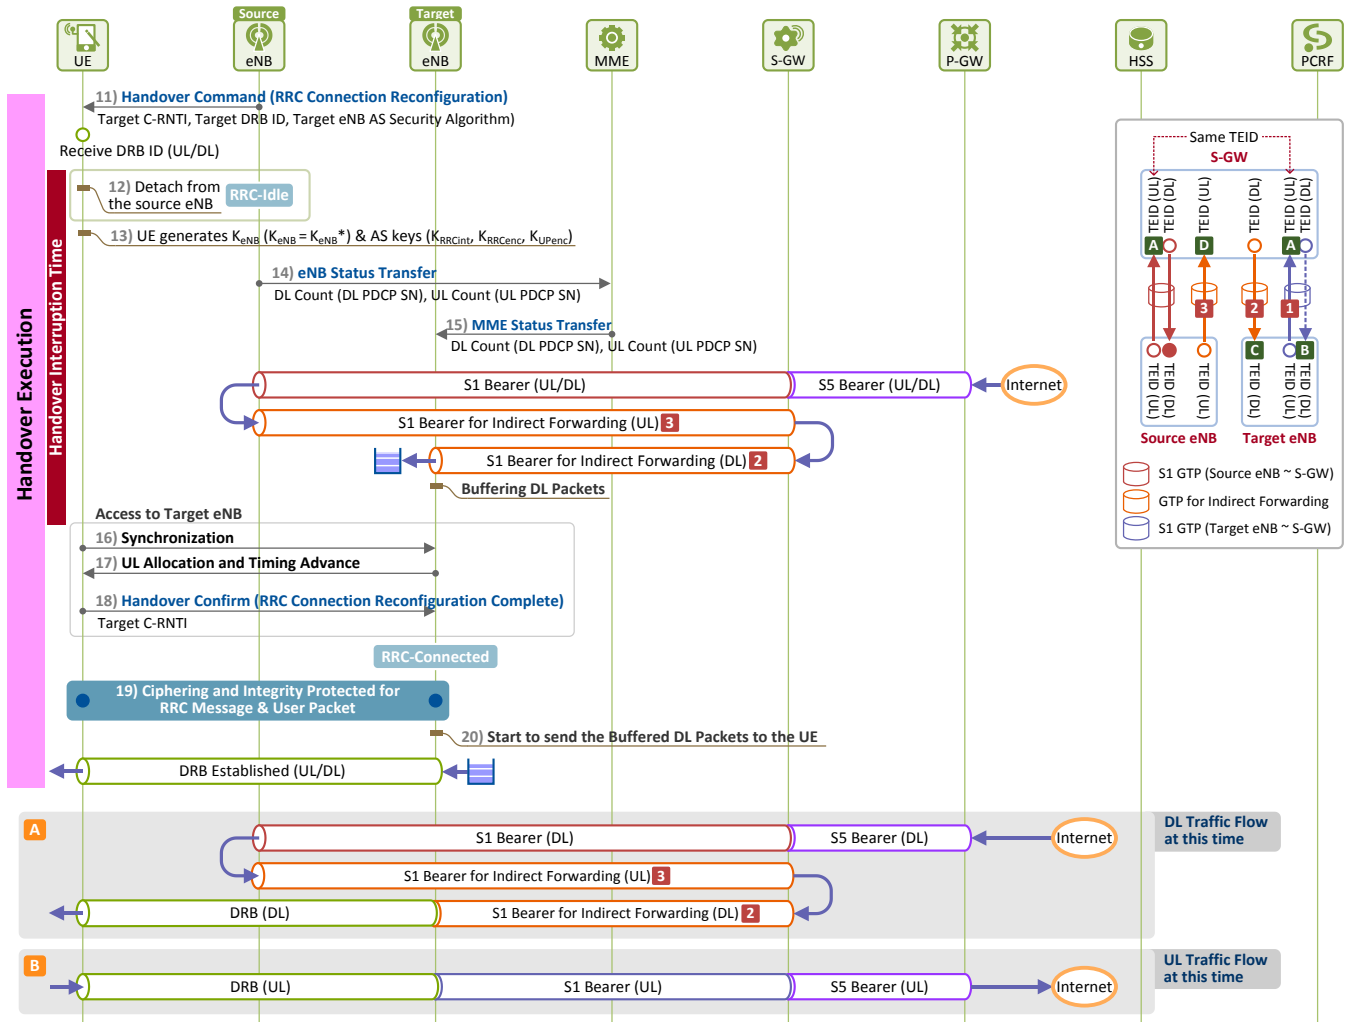 Source
Target
UE
eNB
eNB
MME
S-GW
P-GW
HSS
PCRF
Handover Execution
Handover Interruption Time
11) Handover Command (RRC Connection Reconfiguration)
Target C-RNTI, Target DRB ID, Target eNB AS Security Algorithm)
Receive DRB ID (UL/DL)
12) Detach from
the source eNB
RRC-Idle
13) UE generates KeNB (KeNB = KeNB*) & AS keys (KRRCint, KRRCenc, KUPenc)
14) eNB Status Transfer
DL Count (DL PDCP SN), UL Count (UL PDCP SN)
15) MME Status Transfer
DL Count (DL PDCP SN), UL Count (UL PDCP SN)
S1 Bearer (UL/DL)
S5 Bearer (UL/DL)
Internet
S1 Bearer for Indirect Forwarding (UL) 3
S1 Bearer for Indirect Forwarding (DL) 2
Buffering DL Packets
Access to Target eNB
16) Synchronization
17) UL Allocation and Timing Advance
18) Handover Confirm (RRC Connection Reconfiguration Complete)
Target C-RNTI
RRC-Connected
19) Ciphering and Integrity Protected for
RRC Message & User Packet
20) Start to send the Buffered DL Packets to the UE
DRB Established (UL/DL)
Same TEID
S-GW
TEID (UL)
TEID (DL)
TEID (UL)
TEID (DL)
TEID (UL)
TEID (DL)
A
D
A
3
2
1
C
B
TEID (UL)
TEID (DL)
TEID (UL)
TEID (DL)
TEID (UL)
TEID (DL)
Source eNB
Target eNB
S1 GTP (Source eNB ~ S-GW)
GTP for Indirect Forwarding
S1 GTP (Target eNB ~ S-GW)
A
S1 Bearer (DL)
S5 Bearer (DL)
Internet
DL Traffic Flow
at this time
S1 Bearer for Indirect Forwarding (UL) 3
DRB (DL)
S1 Bearer for Indirect Forwarding (DL) 2
B
DRB (UL)
S1 Bearer (UL)
S5 Bearer (UL)
Internet
UL Traffic Flow
at this time